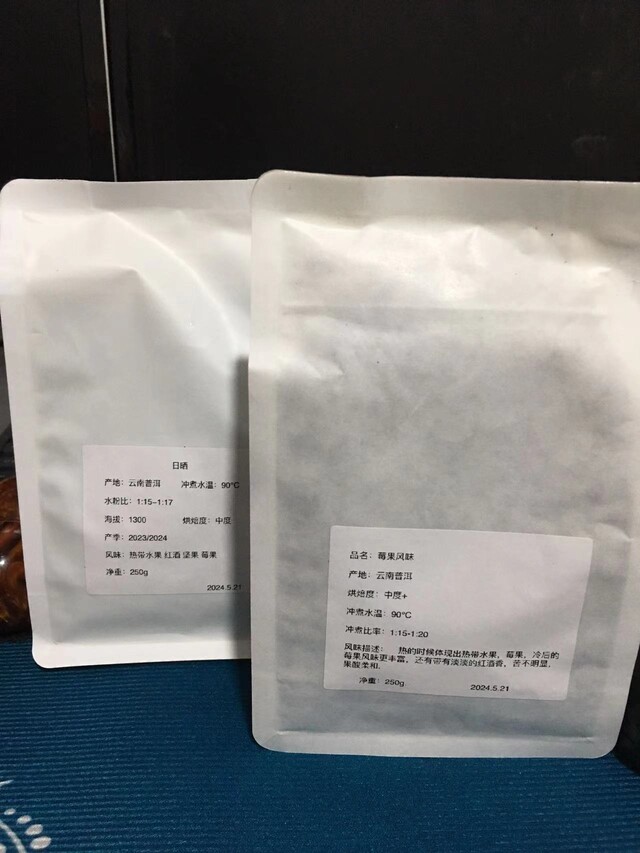 日晒
产地：云南普洱 冲煮水温：90°C
水粉比：1:15-1:17
海拔：1300 烘焙度：中度
产季：2023/2024
风味：热带水果 红酒 坚果 莓果
净重：250g
2024.5.21
品名：莓果风味
产地：云南普洱
烘焙度：中度+
冲煮水温：90°C
冲煮比率：1:15-1:20
风味描述： 热的时候体现出热带水果，莓果，冷后的
莓果风味更丰富，还有带有淡淡的红酒香，苦不明显，
果酸柔和.
净重：250g 2024.5.21